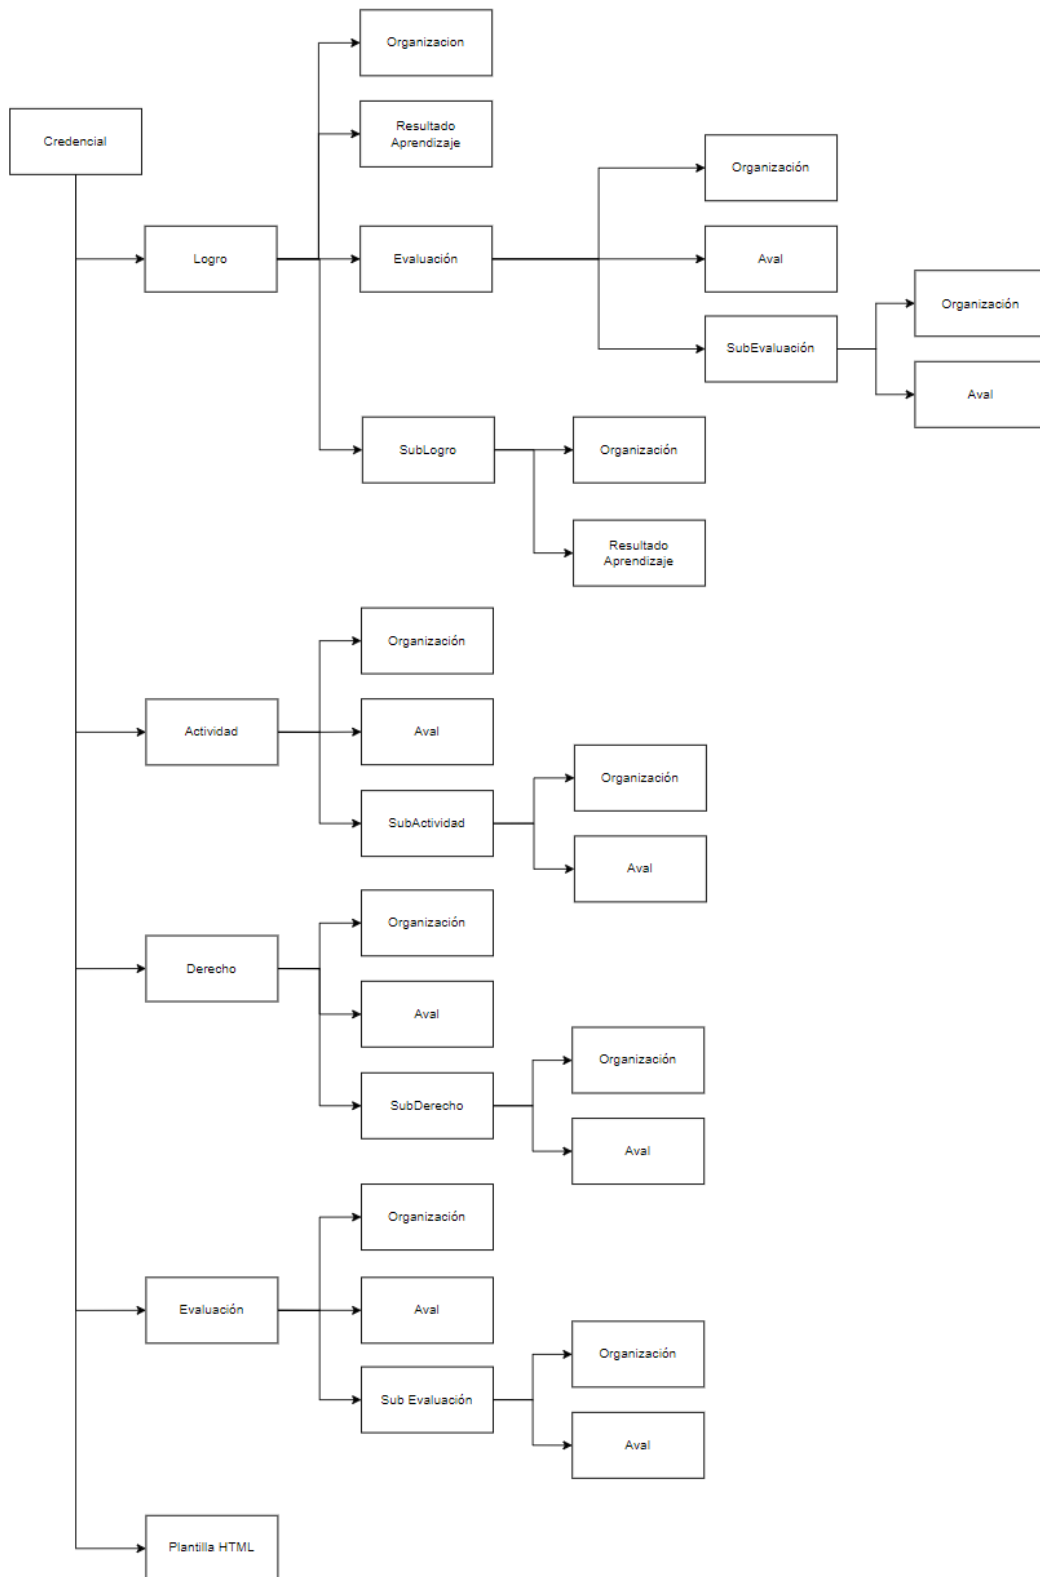 Organizacion
Credencial
Resultado
Aprendizaje
Organización
Logro
Evaluación
Aval
Organización
SubEvaluación
Aval
SubLogro
Organización
Resultado
Aprendizaje
Organización
Actividad
Aval
Organización
SubActividad
Aval
Organización
Derecho
Aval
Organización
SubDerecho
Aval
Organización
Evaluación
Aval
Organización
Sub Evaluación
Aval
Plantilla HTML